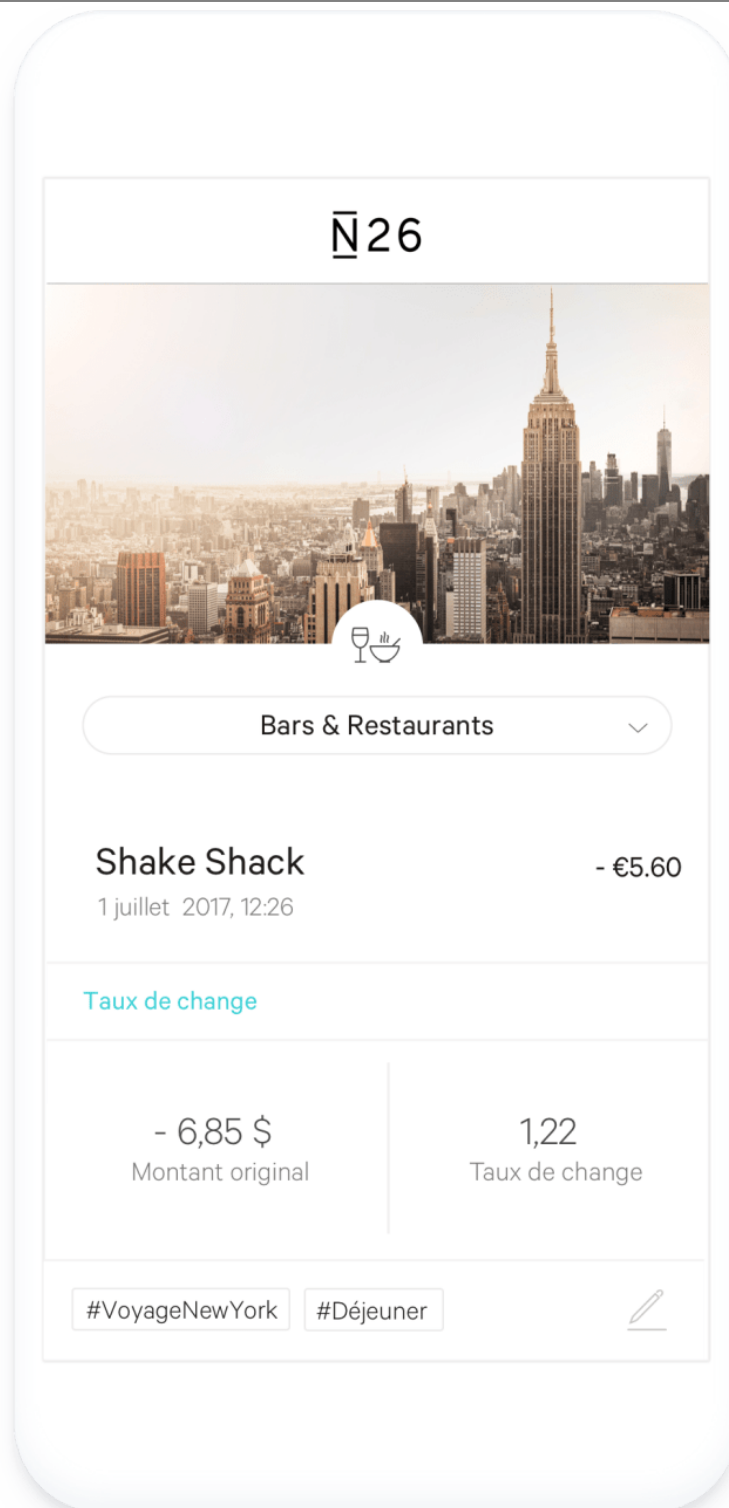 N26
Bars & Restaurants
Shake Shack
- €5.60
1 juillet 2017, 12:26
Taux de change
- 6,85 $
1,22
Montant original
Taux de change
#VoyageNewYork
#Déjeuner